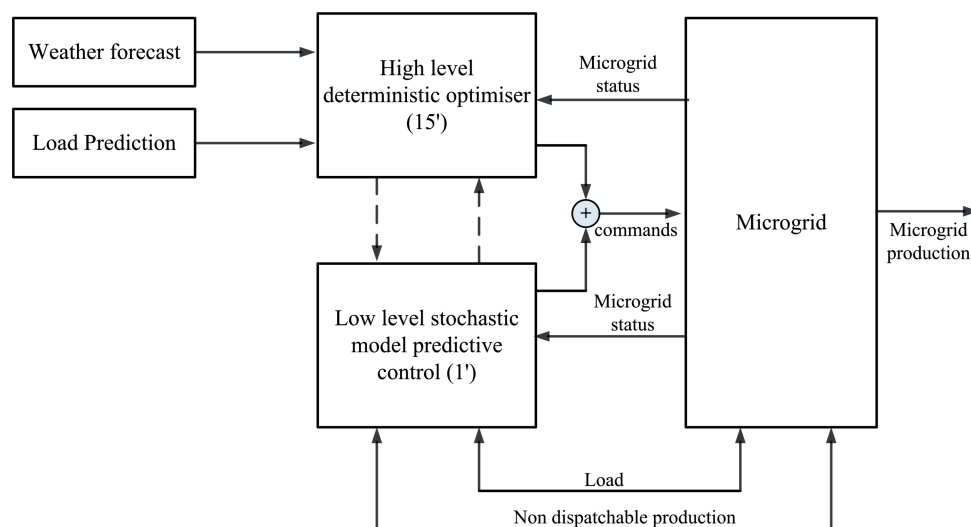 Weather forecast
Load Prediction
High level
deterministic optimiser
(15')
Microgrid
status
+
commands
Microgrid
Microgrid
production
Low level stochastic
model predictive
control (1')
Microgrid
status
Load
Non dispatchable production